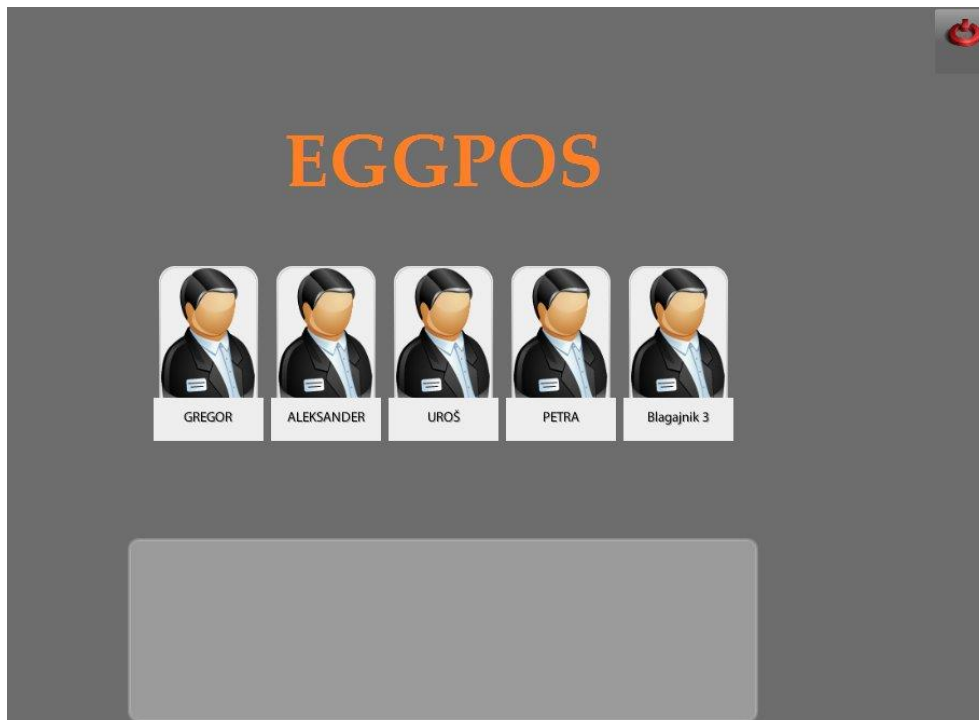 EGGPOS
GREGOR
ALEKSANDER
UROŠ
PETRA
Blagajnik 3